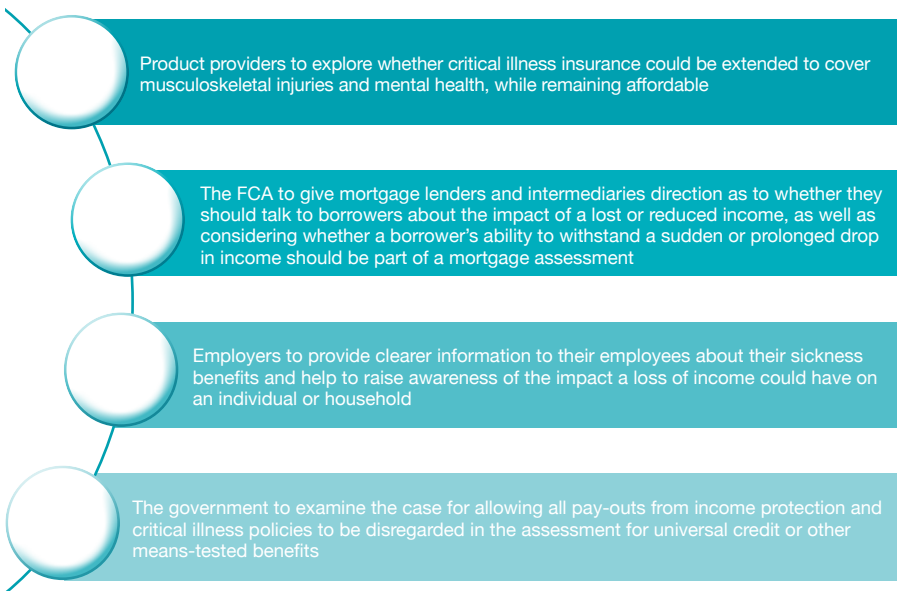 Product providers to explore whether critical illness insurance could be extended to cover
musculoskeletal injuries and mental health, while remaining affordable
The FCA to give mortgage lenders and intermediaries direction as to whether they
should talk to borrowers about the impact of a lost or reduced income, as well as
considering whether a borrower’s ability to withstand a sudden or prolonged drop
in income should be part of a mortgage assessment
Employers to provide clearer information to their employees about their sickness
benefits and help to raise awareness of the impact a loss of income could have on
an individual or household
The government to examine the case for allowing all pay-outs from income protection and
critical illness policies to be disregarded in the assessment for universal credit or other
means-tested benefits